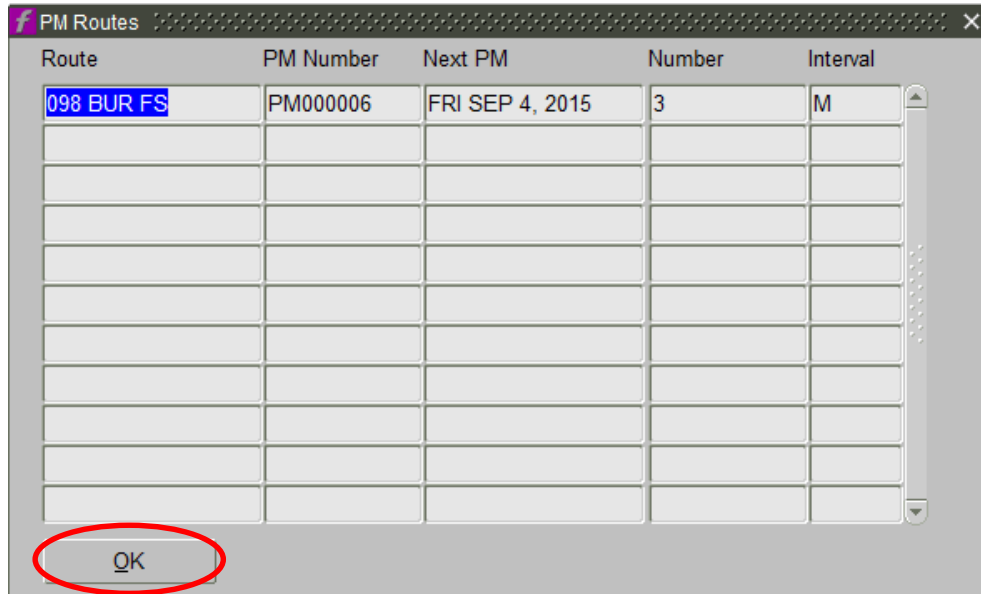 PM Routes
Route PM Number Next PM Number Interval
098 BUR FS PM000006 FRI SEP 4, 2015 3 M
OK